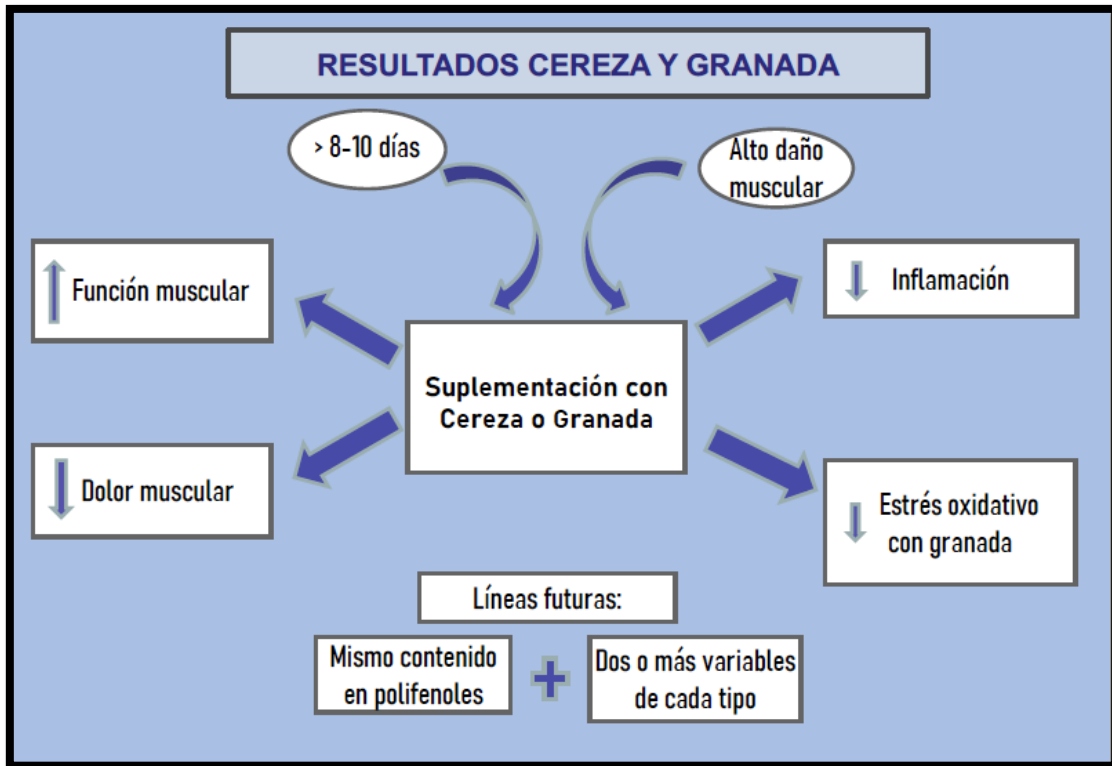 RESULTADOS CEREZA Y GRANADA
> 8-10 días
Alto daño
muscular
Función muscular
Inflamación
Suplementación con
Cereza o Granada
Dolor muscular
Estrés oxidativo
con granada
Líneas futuras:
Mismo contenido
en polifenoles
Dos o más variables
de cada tipo